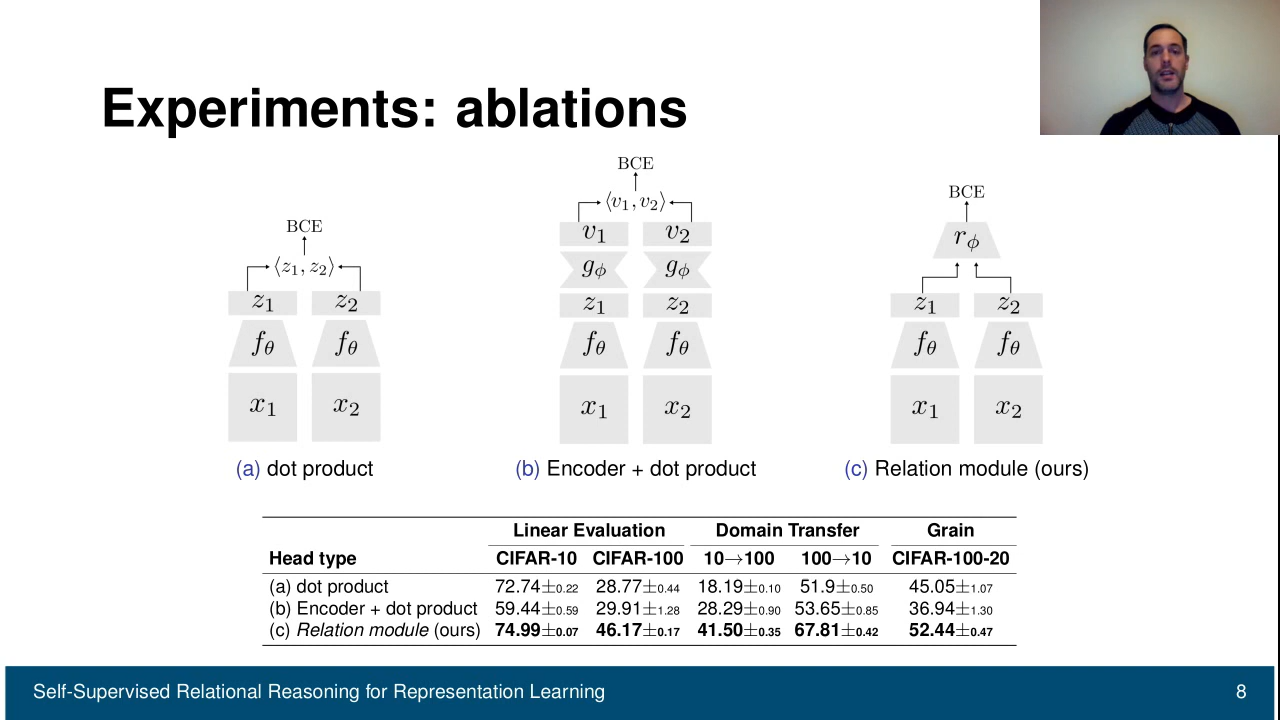 Experiments: ablations
BCE
⟨z1, z2⟩
z1 z2
fθ fθ
x1 x2
(a) dot product
BCE
⟨v1, v2⟩
v1 v2
gϕ gϕ
z1 z2
fθ fθ
x1 x2
(b) Encoder + dot product
BCE
rϕ
z1 z2
fθ fθ
x1 x2
(c) Relation module (ours)
Linear Evaluation Domain Transfer Grain
Head type CIFAR-10 CIFAR-100 10→100 100→10 CIFAR-100-20
(a) dot product 72.74±0.22 28.77±0.44 18.19±0.10 51.9±0.50 45.05±1.07
(b) Encoder + dot product 59.44±0.59 29.91±1.28 28.29±0.90 53.65±0.85 36.94±1.30
(c) Relation module (ours) 74.99±0.07 46.17±0.17 41.50±0.35 67.81±0.42 52.44±0.47
Self-Supervised Relational Reasoning for Representation Learning 8